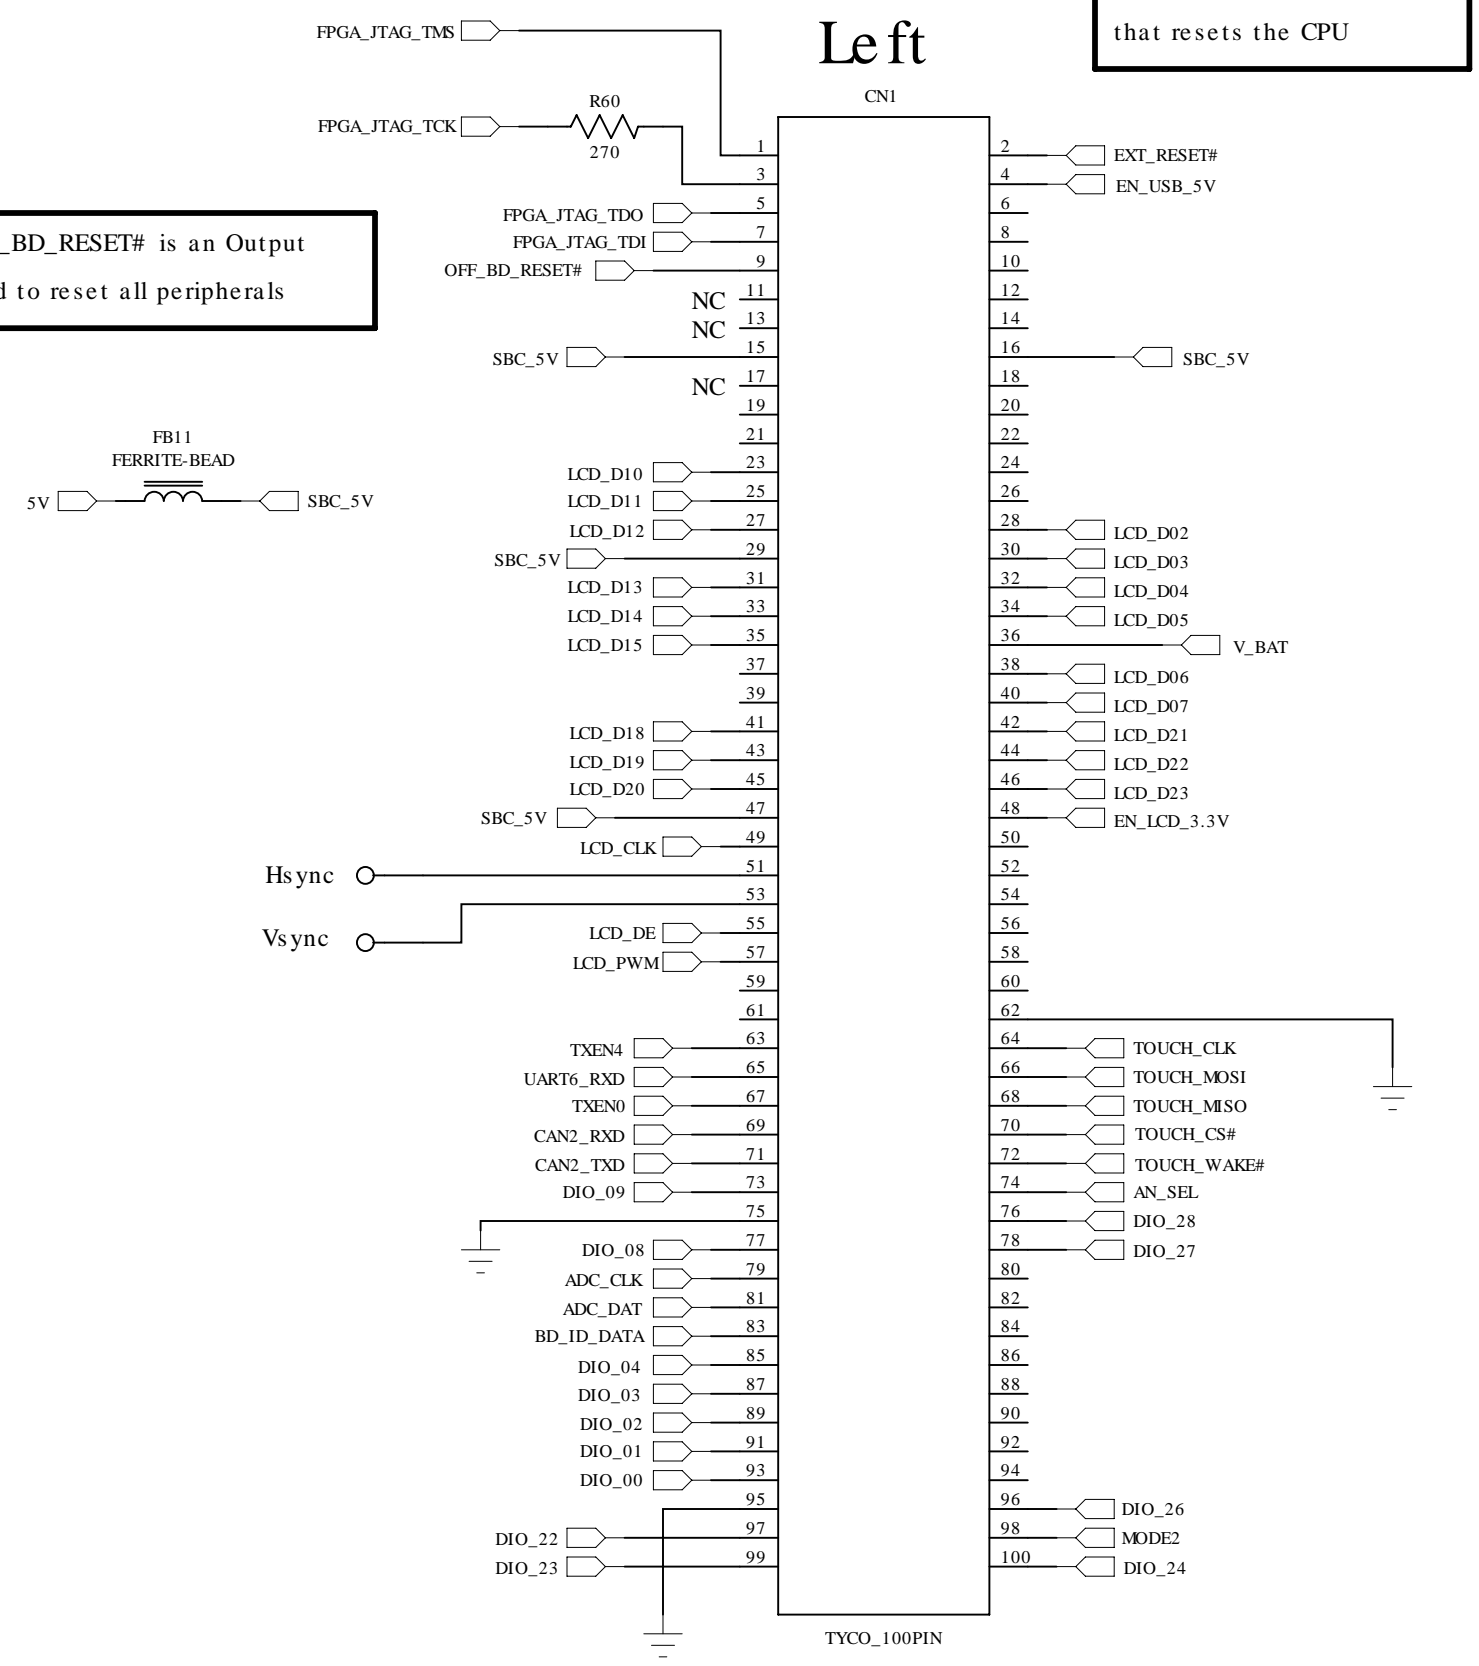 Left
that resets the CPU
CN1
FPGA_JTAG_TMS
FPGA_JTAG_TCK
R60
270
1
2
EXT_RESET#
3
4
EN_USB_5V
FPGA_JTAG_TDO
5
6
FPGA_JTAG_TDI
7
8
OFF_BD_RESET#
9
10
_BD_RESET# is an Output
d to reset all peripherals
NC
11
12
NC
13
14
SBC_5V
15
16
SBC_5V
NC
17
18
19
20
21
22
FB11
FERRITE-BEAD
5V
SBC_5V
LCD_D10
23
24
LCD_D11
25
26
LCD_D12
27
28
LCD_D02
SBC_5V
29
30
LCD_D03
LCD_D13
31
32
LCD_D04
LCD_D14
33
34
LCD_D05
LCD_D15
35
36
V_BAT
37
38
LCD_D06
39
40
LCD_D07
LCD_D18
41
42
LCD_D21
LCD_D19
43
44
LCD_D22
LCD_D20
45
46
LCD_D23
SBC_5V
47
48
EN_LCD_3.3V
LCD_CLK
49
50
Hsync
51
52
Vsync
53
54
LCD_DE
55
56
LCD_PWM
57
58
59
60
61
62
TXEN4
63
64
TOUCH_CLK
UART6_RXD
65
66
TOUCH_MOSI
TXEN0
67
68
TOUCH_MISO
CAN2_RXD
69
70
TOUCH_CS#
CAN2_TXD
71
72
TOUCH_WAKE#
DIO_09
73
74
AN_SEL
75
76
DIO_28
DIO_08
77
78
DIO_27
ADC_CLK
79
80
ADC_DAT
81
82
BD_ID_DATA
83
84
DIO_04
85
86
DIO_03
87
88
DIO_02
89
90
DIO_01
91
92
DIO_00
93
94
95
96
DIO_26
DIO_22
97
98
MODE2
DIO_23
99
100
DIO_24
TYCO_100PIN